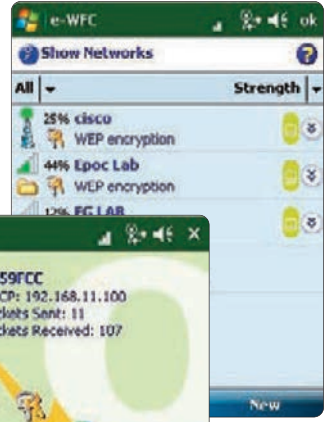 e-WFC ok
Show Networks
All Strength
25% cisco
WEP encryption
44% Epoc Lab
WEP encryption
12% EG LAB
59FCC
CP: 192.168.11.100
ckets Sent: 11
ckets Received: 107
New